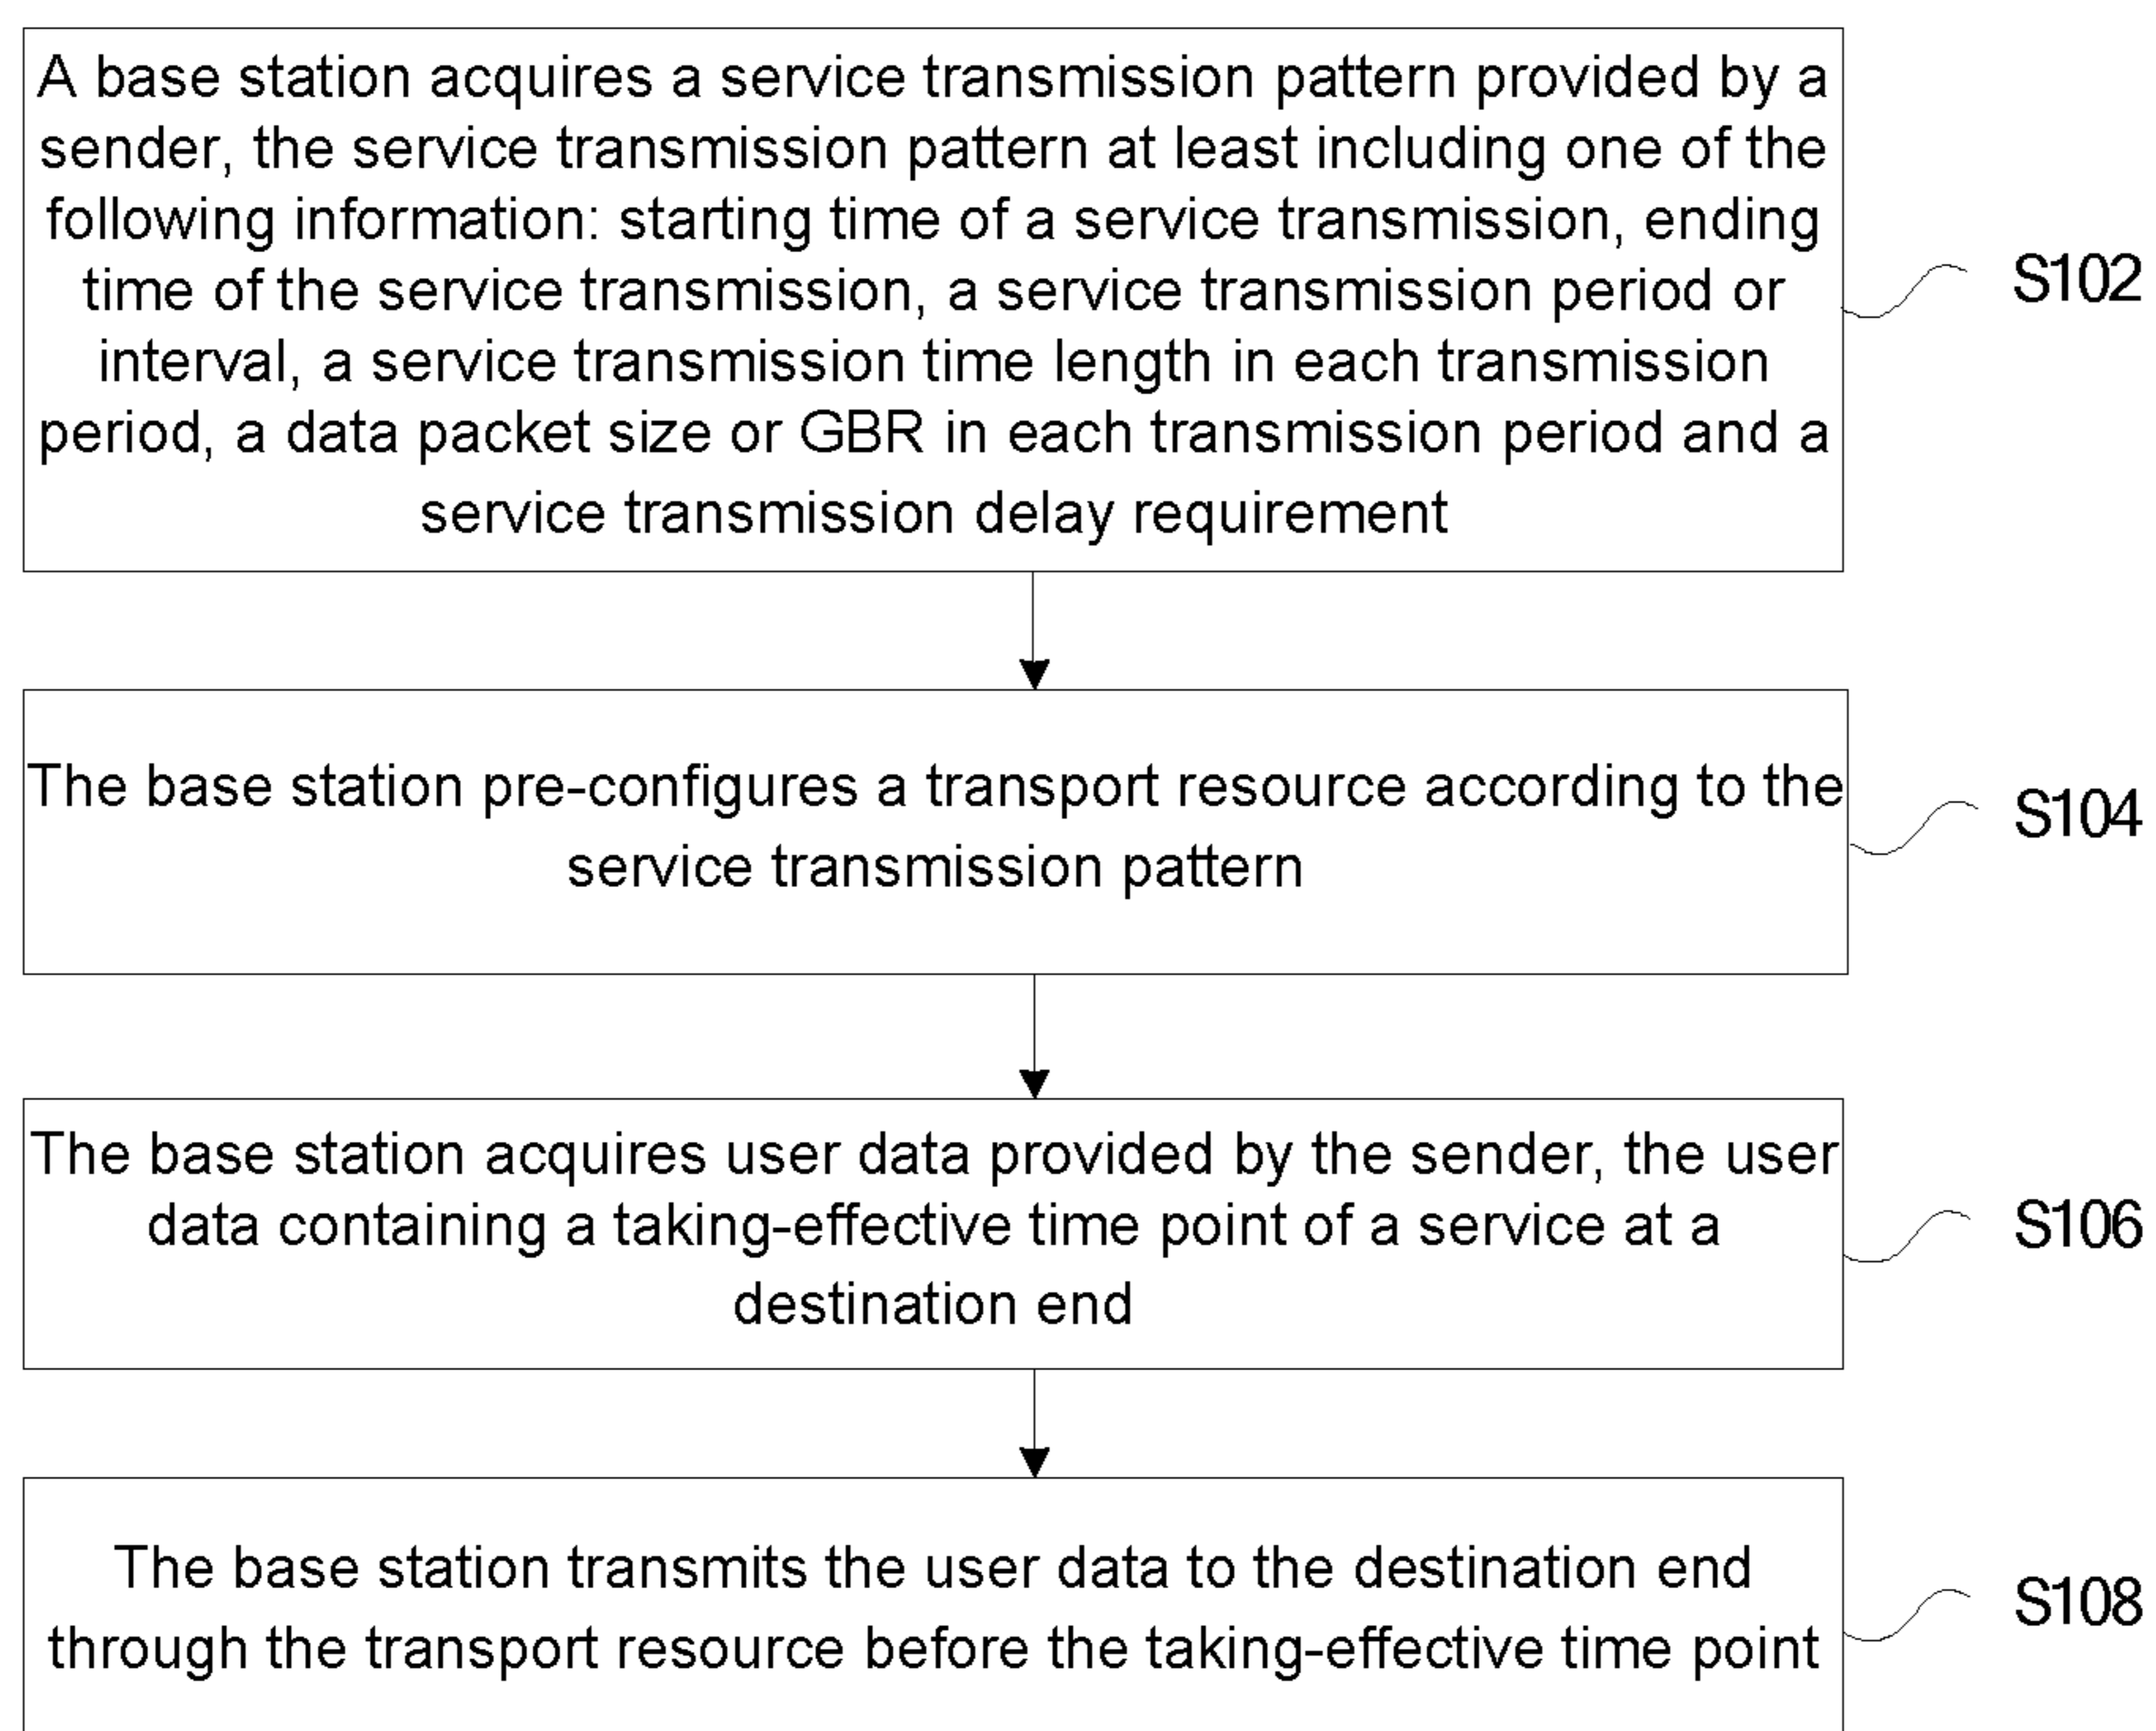 A base station acquires a service transmission pattern provided by a
sender, the service transmission pattern at least including one of the
following information: starting time of a service transmission, ending
time of the service transmission, a service transmission period or
interval, a service transmission time length in each transmission
period, a data packet size or GBR in each transmission period and a
service transmission delay requirement
S102
The base station pre-configures a transport resource according to the
service transmission pattern
S104
The base station acquires user data provided by the sender, the user
data containing a taking-effective time point of a service at a
destination end
S106
The base station transmits the user data to the destination end
through the transport resource before the taking-effective time point
S108